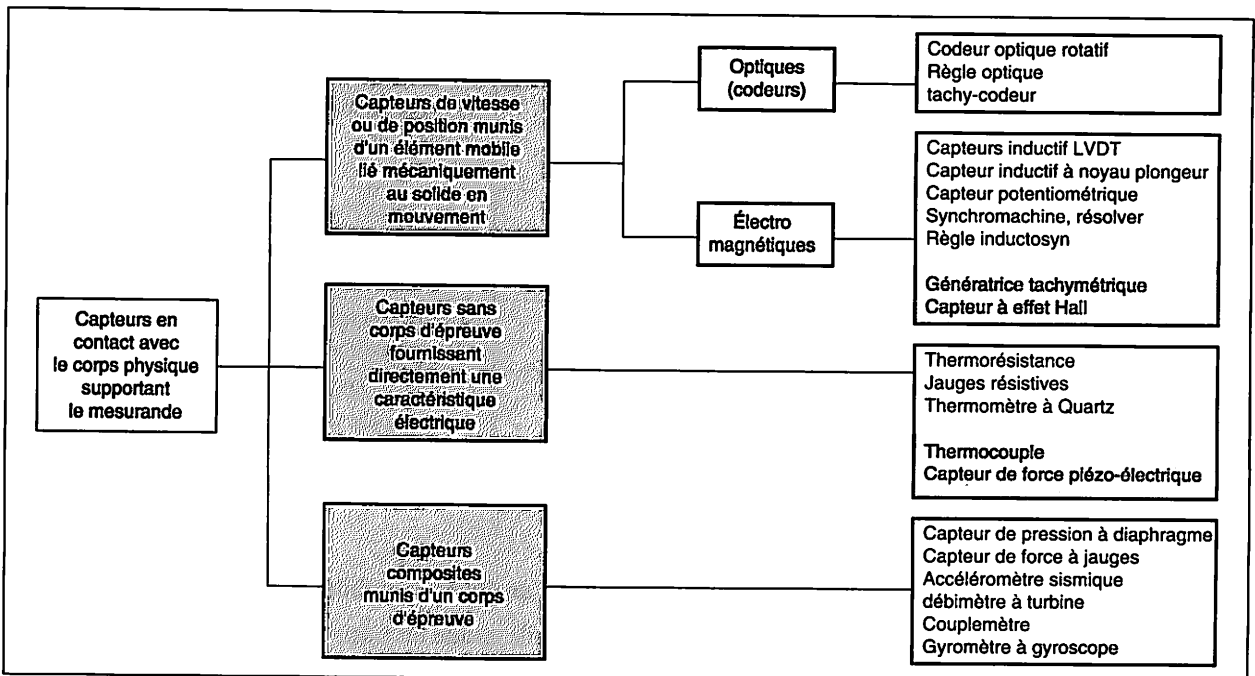 Capteurs en
contact avec
le corps physique
supportant
le mesurande
Capteurs de vitesse
ou de position munis
d'un élément mobile
lié mécaniquement
au solide en
mouvement
Optiques
(codeurs)
Codeur optique rotatif
Règle optique
tachy-codeur
Électro
magnétiques
Capteurs inductif LVDT
Capteur inductif à noyau plongeur
Capteur potentiométrique
Synchromachine, résolver
Règle inductosyn
Génératrice tachymétrique
Capteur à effet Hall
Capteurs sans
corps d'épreuve
fournissant
directement une
caractéristique
électrique
Thermorésistance
Jauges résistives
Thermomètre à Quartz
Thermocouple
Capteur de force piézo-électrique
Capteurs
composites
munis d'un corps
d'épreuve
Capteur de pression à diaphragme
Capteur de force à jauges
Accéléromètre sismique
débimètre à turbine
Couplemètre
Gyromètre à gyroscope